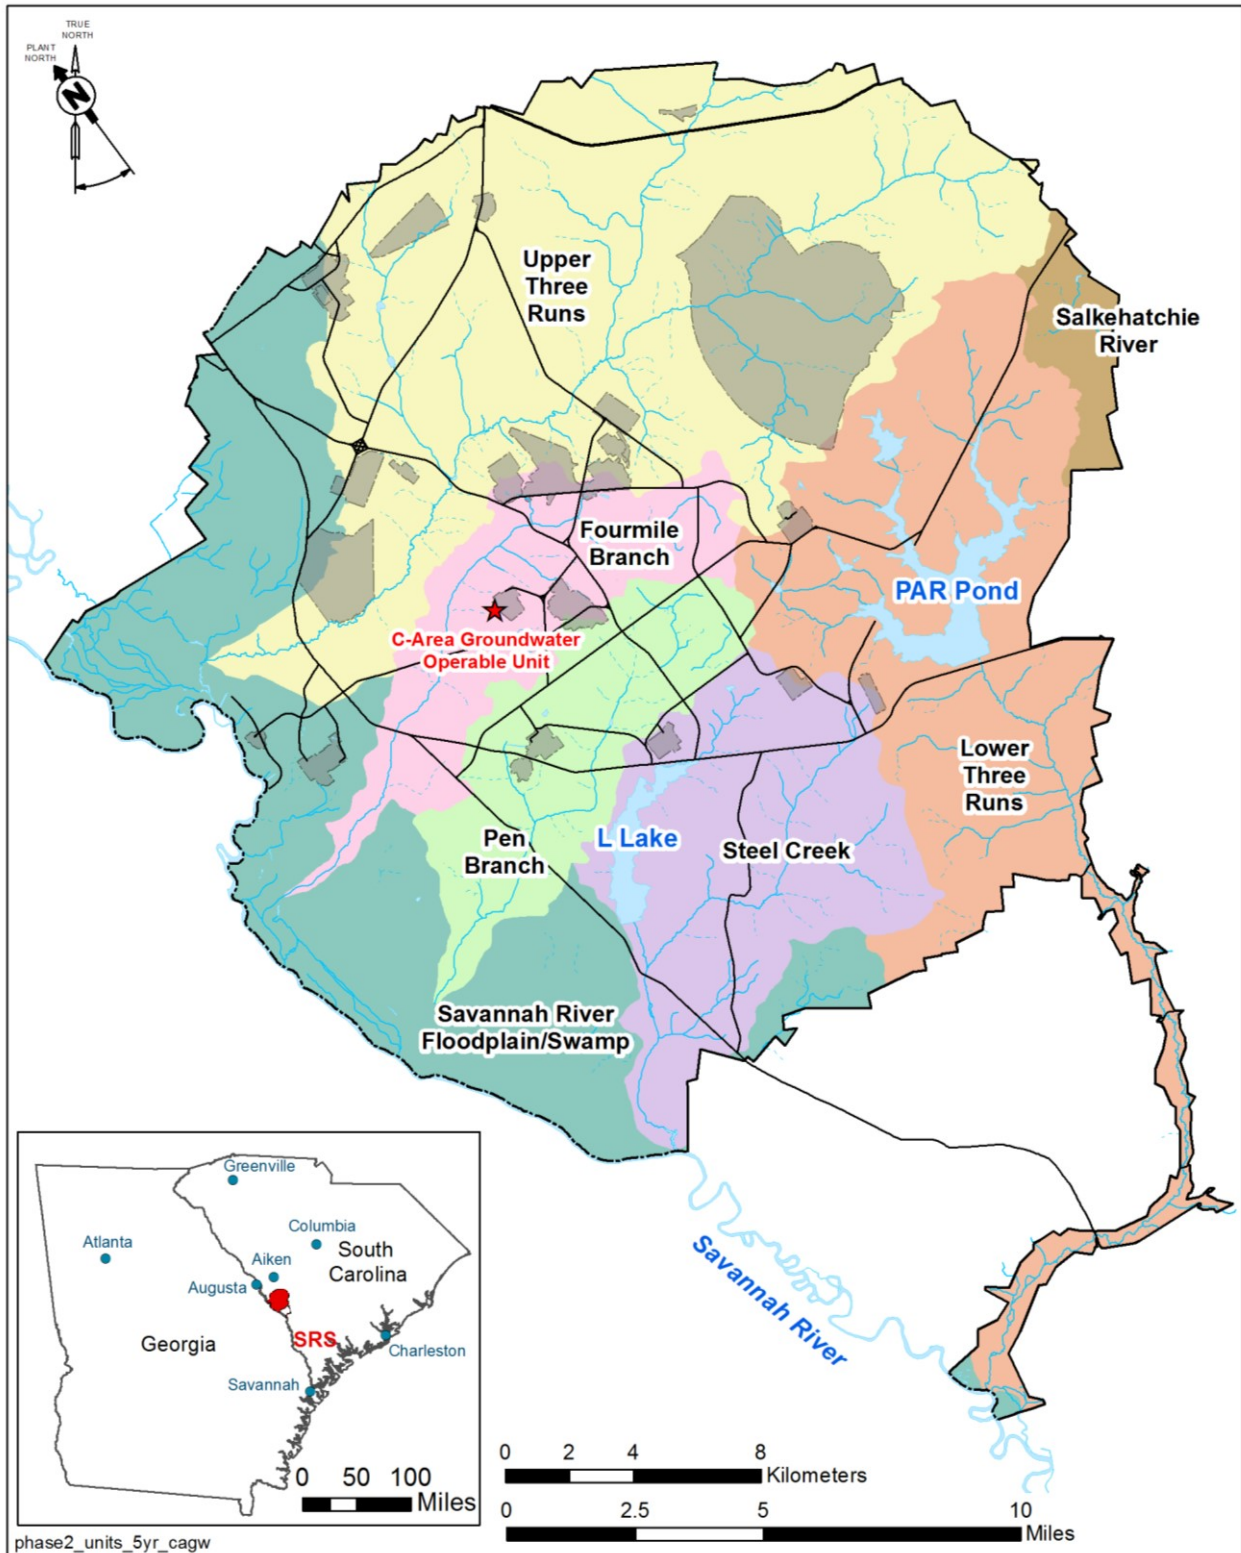 TRUE
NORTH
PLANT
NORTH
N
Upper
Three
Runs
Salkehatchie
River
Fourmile
Branch
PAR Pond
C-Area Groundwater
Operable Unit
Lower
Three
Runs
Pen
Branch
L Lake
Steel Creek
Savannah River
Floodplain/Swamp
Savannah River
Greenville
Atlanta
Columbia
South
Carolina
Aiken
Augusta
Georgia
SRS
Charleston
Savannah
0 50 100
Miles
0 2 4 8
Kilometers
0 2.5 5 10
Miles
phase2_units_5yr_cagw